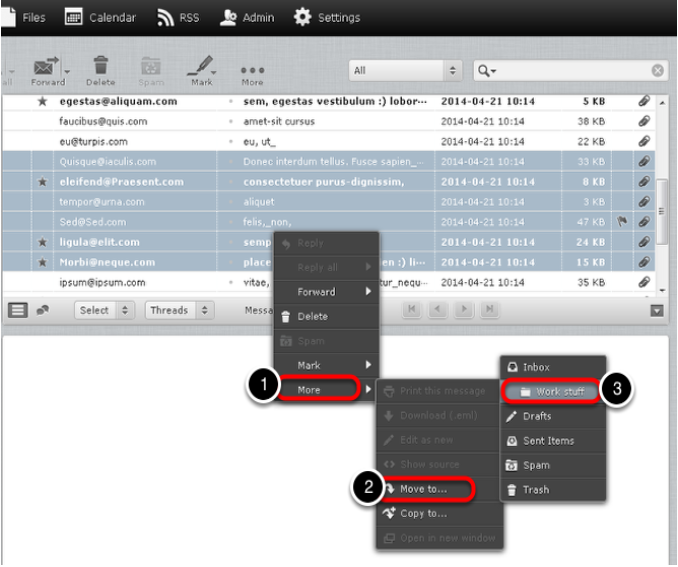 Files Calendar RSS Admin Settings
all Forward Delete Spam Mark More All
egestas@aliquam.com sem, egestas vestibulum :) lobor... 2014-04-21 10:14 5 KB
faucibus@quis.com amet-sit cursus 2014-04-21 10:14 38 KB
eu@turpis.com eu, ut_ 2014-04-21 10:14 22 KB
Quisque@iaculis.com Donec interdum tellus. Fusce sapien_... 2014-04-21 10:14 33 KB
eleifend@Praesent.com consectetuer purus-dignissim, 2014-04-21 10:14 8 KB
tempor@urna.com aliquet 2014-04-21 10:14 3 KB
Sed@Sed.com felis,_non, 2014-04-21 10:14 47 KB
ligula@elit.com semp 2014-04-21 10:14 24 KB
Morbi@neque.com place en :) li... 2014-04-21 10:14 15 KB
ipsum@ipsum.com vitae, tur_nequ... 2014-04-21 10:14 35 KB
Select Threads Messa
Reply
Reply all
Forward
Delete
Spam
Mark
1 More
Print this message
Download (.eml)
Edit as new
Show source
2 Move to...
Copy to...
Open in new window
Inbox
Work stuff 3
Drafts
Sent Items
Spam
Trash